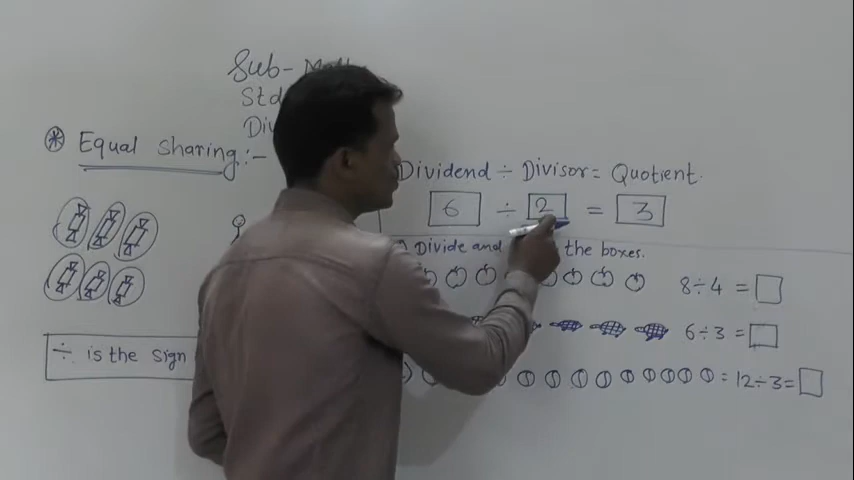 Sub-
Std
Div
* Equal sharing :-
÷ is the sign
Dividend ÷ Divisor = Quotient.
6 ÷ 2 = 3
Divide and the boxes.
8÷4 =
6÷3 =
= 12÷3=